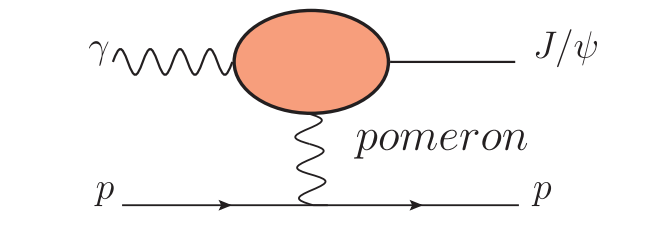 γ J/ψ
pomeron
p p